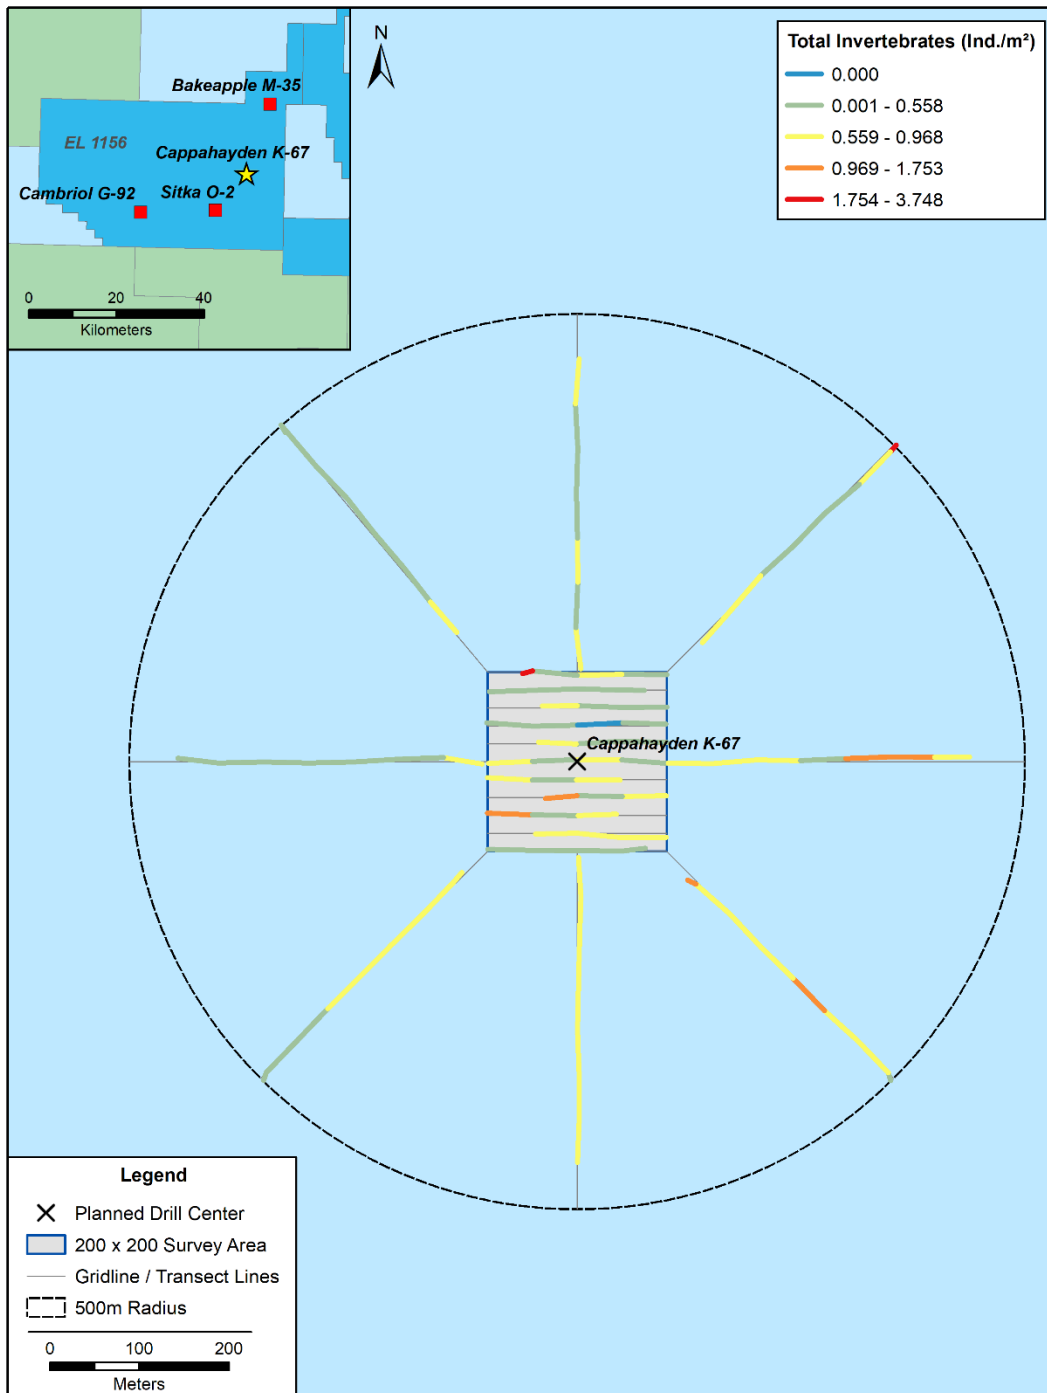 N
Bakeapple M-35
EL 1156
Cappahayden K-67
Cambriol G-92
Sitka O-2
0 20 40
Kilometers
Total Invertebrates (Ind./m²)
0.000
0.001 - 0.558
0.559 - 0.968
0.969 - 1.753
1.754 - 3.748
Cappahayden K-67
Legend
Planned Drill Center
200 x 200 Survey Area
Gridline / Transect Lines
500m Radius
0 100 200
Meters